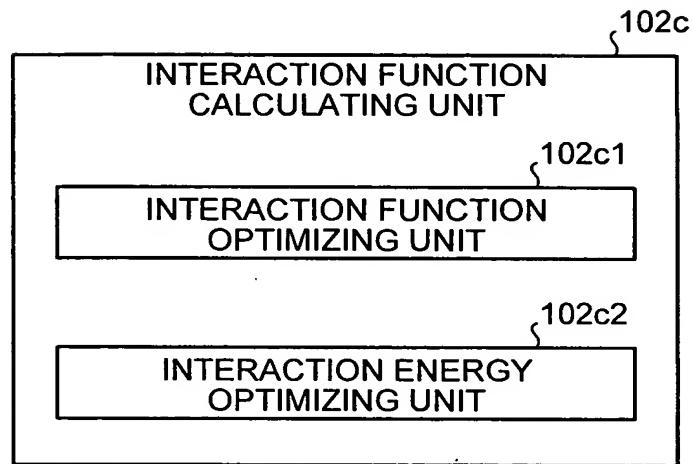 102c
INTERACTION FUNCTION
CALCULATING UNIT
102c1
INTERACTION FUNCTION
OPTIMIZING UNIT
102c2
INTERACTION ENERGY
OPTIMIZING UNIT